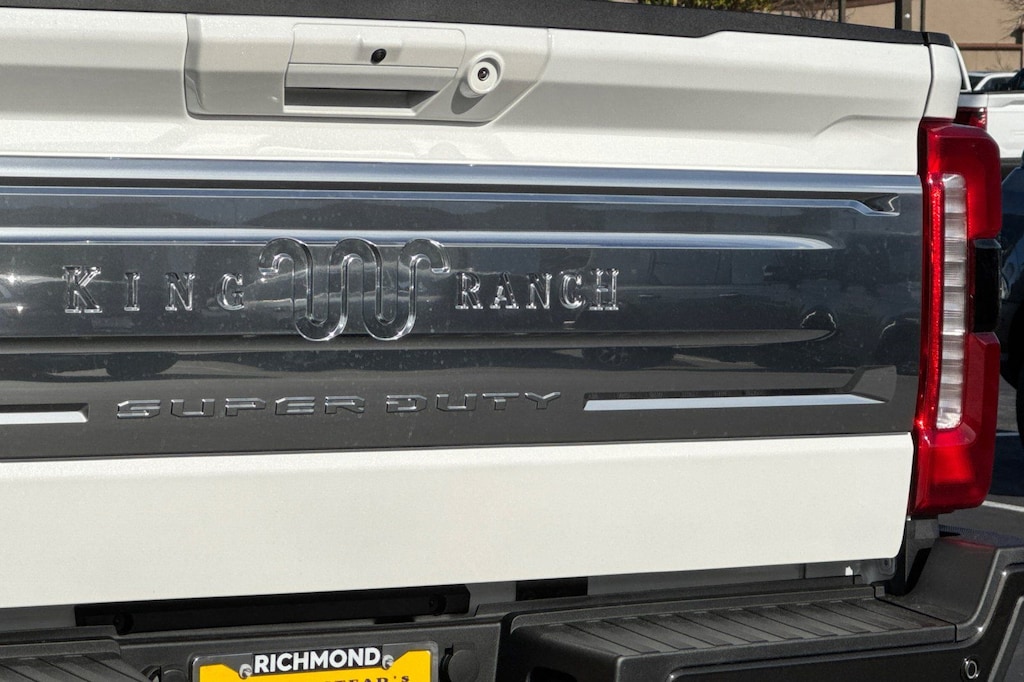 KING RANCH
SUPER DUTY
RICHMOND